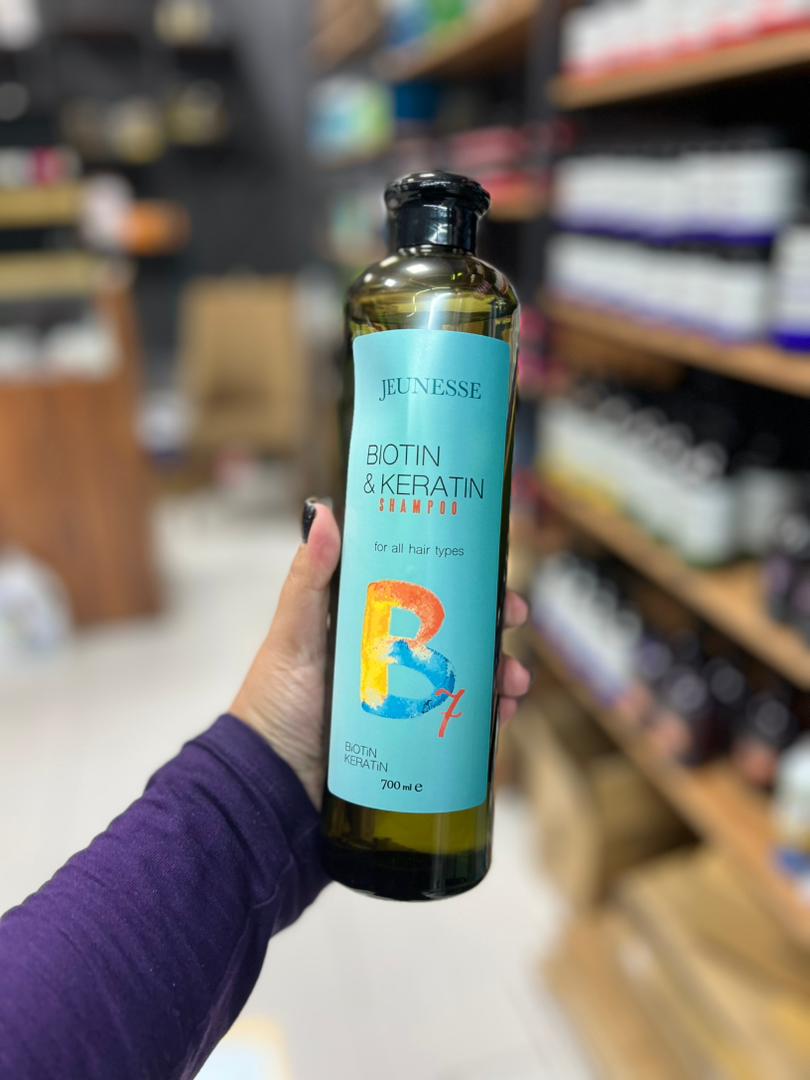 JEUNESSE
BIOTIN
& KERATIN
SHAMPOO
for all hair types
B
7
BiOTiN
KERATiN
700 ml e